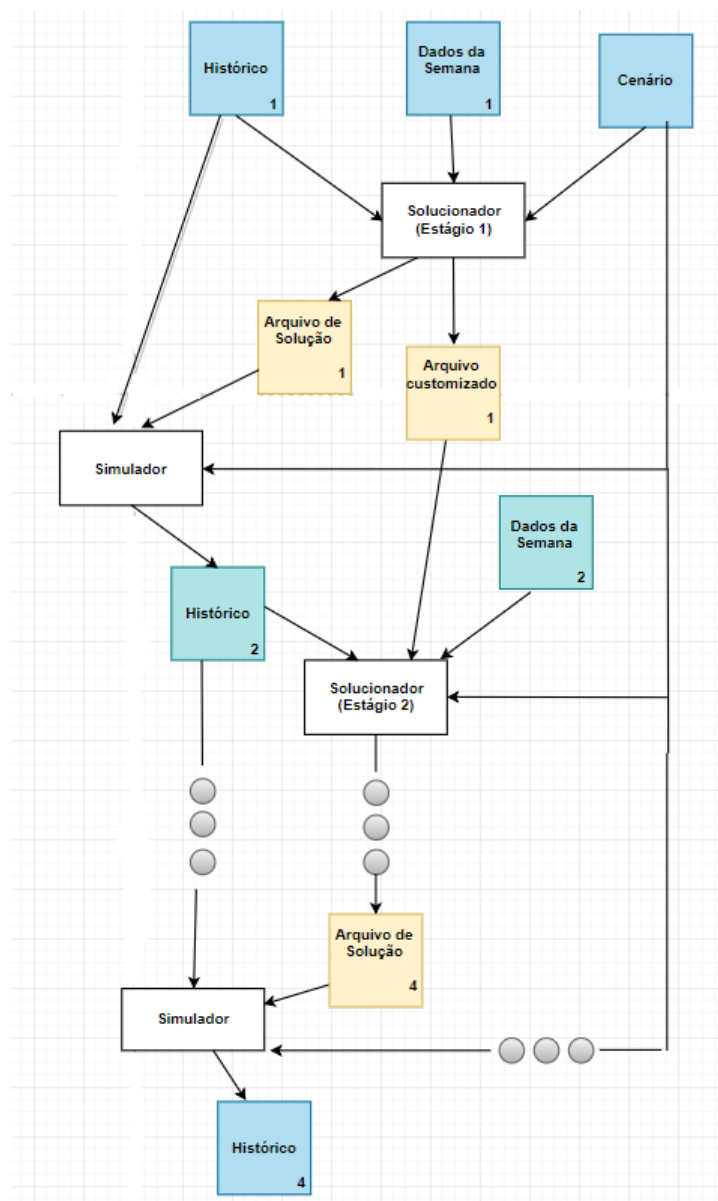 Histórico
1
Dados da
Semana
1
Cenário
Solucionador
(Estágio 1)
Arquivo de
Solução
1
Arquivo
customizado
1
Simulador
Dados da
Semana
2
Histórico
2
Solucionador
(Estágio 2)
Arquivo de
Solução
4
Simulador
Histórico
4